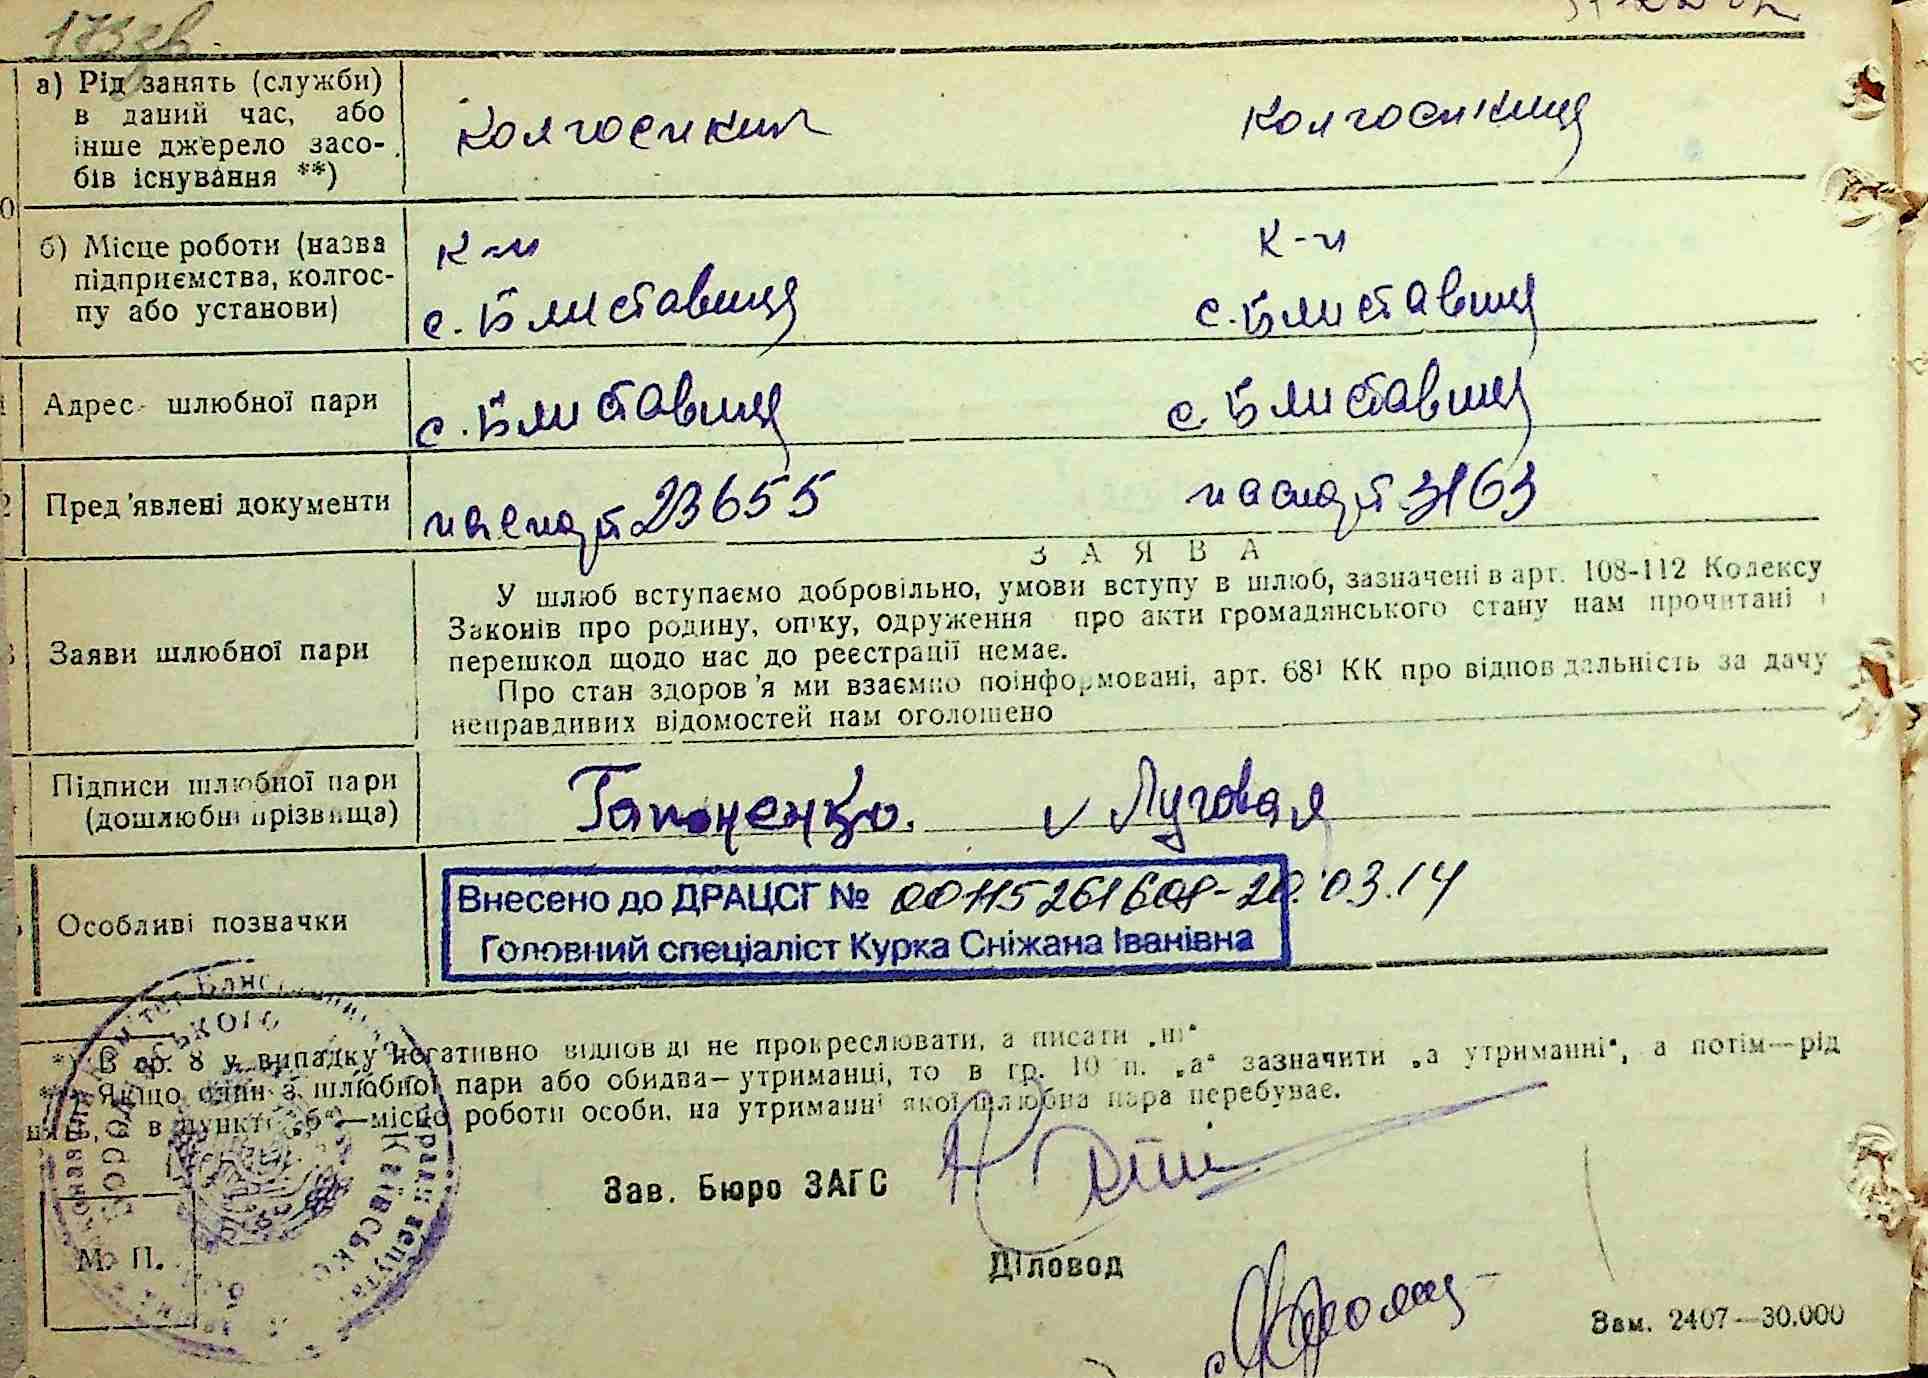 173зв.
а) Рід занять (служби)
в даний час, або
інше джерело засо-
бів існування **)
колгоспник
колгоспниця
б) Місце роботи (назва
підприємства, колгос-
пу або установи)
к-п
с. Блиставиця
к-п
с. Блиставиця
Адрес шлюбної пари
с. Блиставиця
с. Блиставиця
Пред'явлені документи
паспорт 23655
паспорт 3163
ЗАЯВА
У шлюб вступаємо добровільно, умови вступу в шлюб, зазначені в арт. 108-112 Кодексу
Законів про родину, опіку, одруження про акти громадянського стану нам прочитані і
перешкод щодо нас до реєстрації немає.
Про стан здоров'я ми взаємно поінформовані, арт. 68¹ КК про відповідальність за дачу
неправдивих відомостей нам оголошено
Заяви шлюбної пари
Підписи шлюбної пари
(дошлюбні прізвища)
Гапоненко.
Луговая
Особливі позначки
Внесено до ДРАЦСГ № 00115261601-20.03.14
Головний спеціаліст Курка Сніжана Іванівна
*) В гр. 8 у випадку негативно відповіді не прокреслювати, а писати „ні“
**) Якщо один з шлюбної пари або обидва—утриманці, то в гр. 10 п. „а“ зазначити „а утриманні“, а потім—рід
нять, а в пункті „б“—місце роботи особи, на утриманні якої шлюбна пара перебуває.
Зав. Бюро ЗАГС
М. П.
Діловод
Зам. 2407—30.000